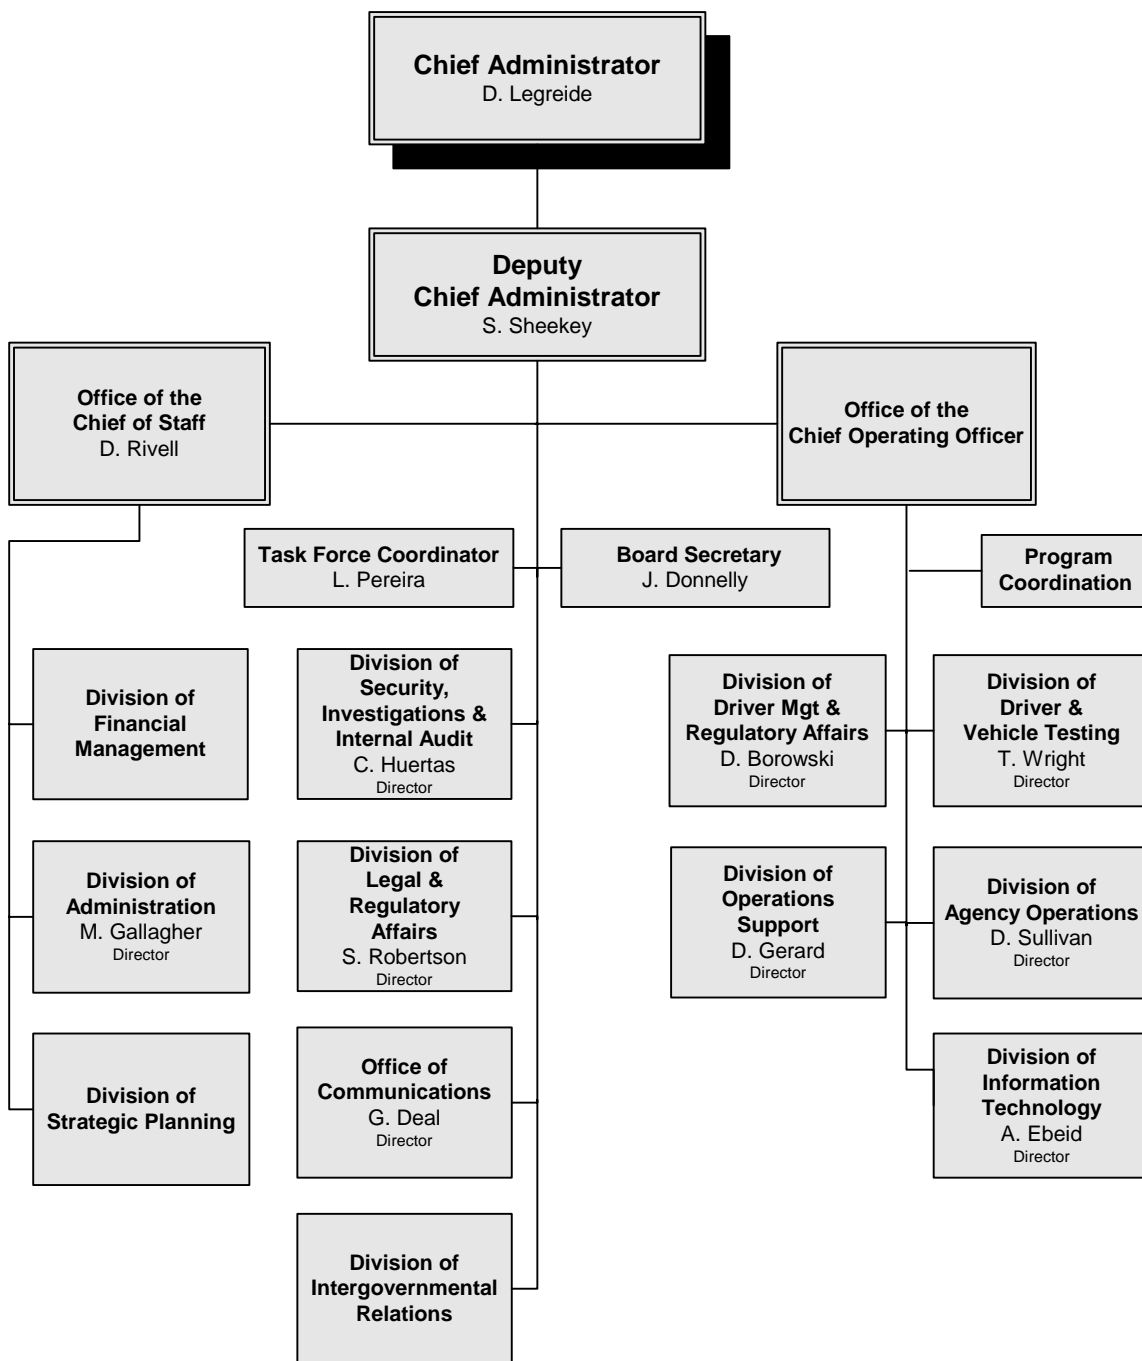 Chief Administrator
D. Legreide
Deputy
Chief Administrator
S. Sheekey
Office of the
Chief of Staff
D. Rivell
Office of the
Chief Operating Officer
Task Force Coordinator
L. Pereira
Board Secretary
J. Donnelly
Program
Coordination
Division of
Financial
Management
Division of
Security,
Investigations &
Internal Audit
C. Huertas
Director
Division of
Driver Mgt &
Regulatory Affairs
D. Borowski
Director
Division of
Driver &
Vehicle Testing
T. Wright
Director
Division of
Administration
M. Gallagher
Director
Division of
Legal &
Regulatory
Affairs
S. Robertson
Director
Division of
Operations
Support
D. Gerard
Director
Division of
Agency Operations
D. Sullivan
Director
Division of
Strategic Planning
Office of
Communications
G. Deal
Director
Division of
Information
Technology
A. Ebeid
Director
Division of
Intergovernmental
Relations